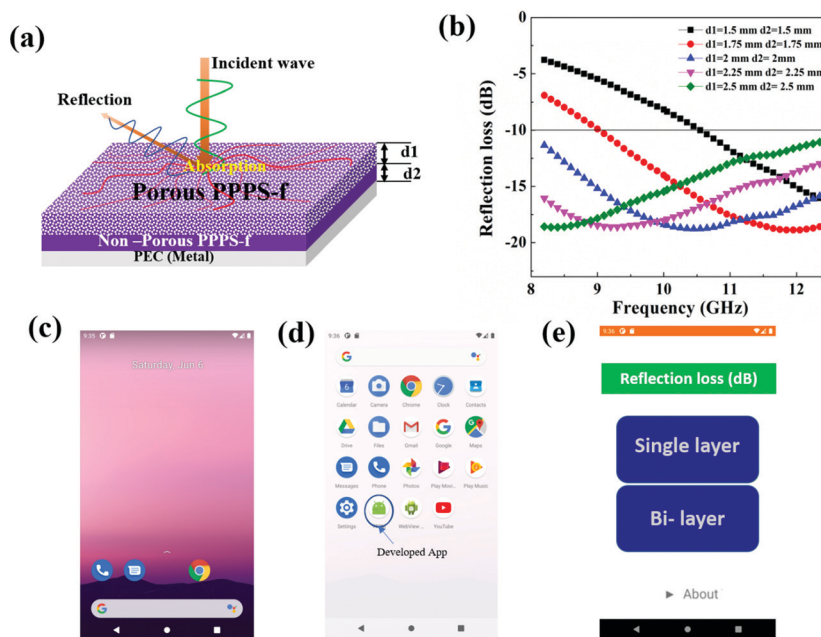 (a)
Incident wave
Reflection
Absorption
d1
d2
Porous PPPS-f
Non –Porous PPPS-f
PEC (Metal)
(b)
Reflection loss (dB)
0
-5
-10
-15
-20
8
9
10
11
12
Frequency (GHz)
d1=1.5 mm d2=1.5 mm
d1=1.75 mm d2=1.75 mm
d1=2 mm d2= 2mm
d1=2.25 mm d2= 2.25 mm
d1=2.5 mm d2= 2.5 mm
(c)
9:35
Saturday, Jun 6
(d)
9:36
Calendar Camera Chrome Clock Contacts
Drive Files Gmail Google Maps
Messages Phone Photos Play Movi... Play Music
Settings WebView ... YouTube
Developed App
(e)
9:36
Reflection loss (dB)
Single layer
Bi- layer
About